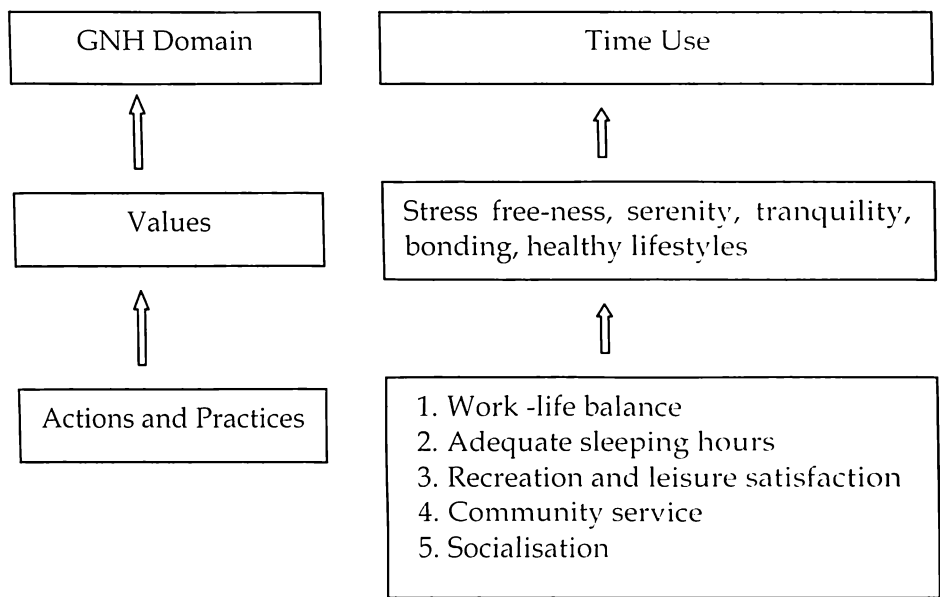 GNH Domain
Time Use
Values
Stress free-ness, serenity, tranquility,
bonding, healthy lifestyles
Actions and Practices
1. Work -life balance
2. Adequate sleeping hours
3. Recreation and leisure satisfaction
4. Community service
5. Socialisation